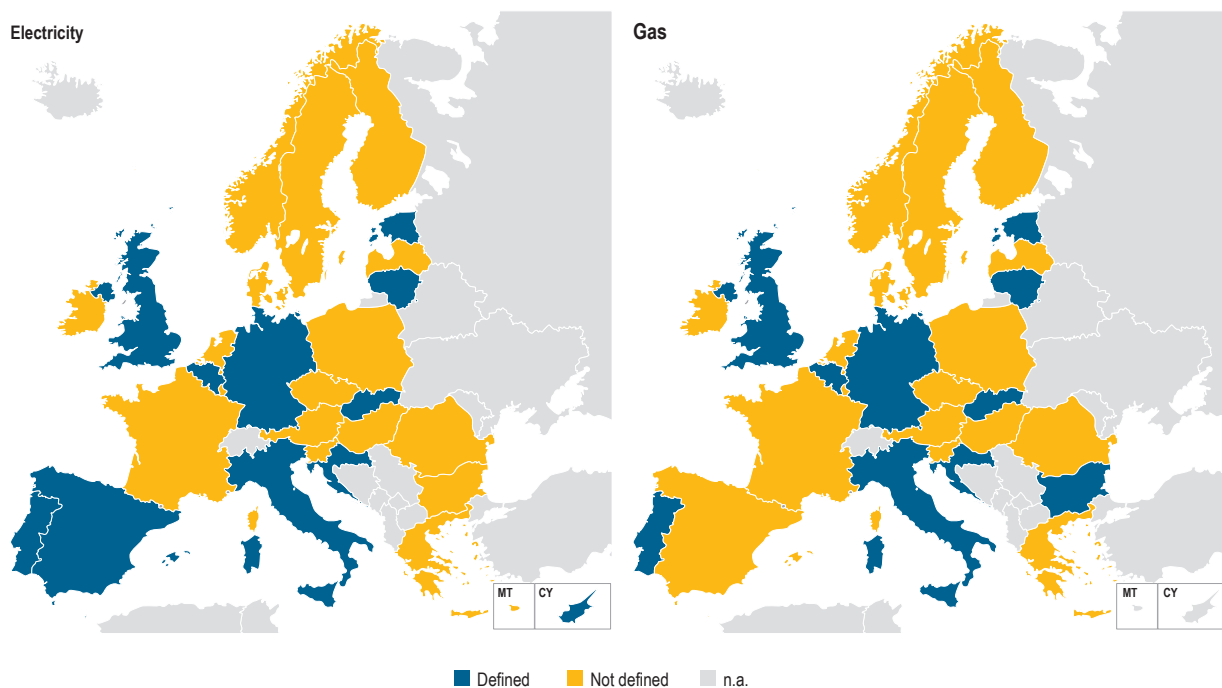 Electricity
Gas
MT
CY
MT
CY
Defined
Not defined
n.a.